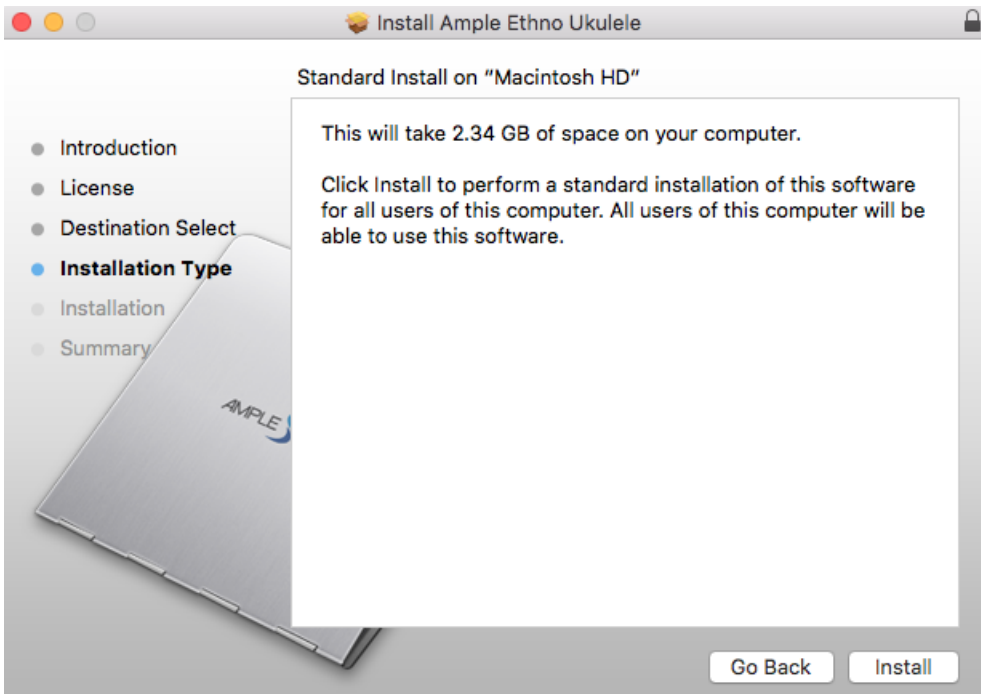 Install Ample Ethno Ukulele
Standard Install on “Macintosh HD”
Introduction
License
Destination Select
Installation Type
Installation
Summary
This will take 2.34 GB of space on your computer.
Click Install to perform a standard installation of this software
for all users of this computer. All users of this computer will be
able to use this software.
AMPLE
Go Back
Install